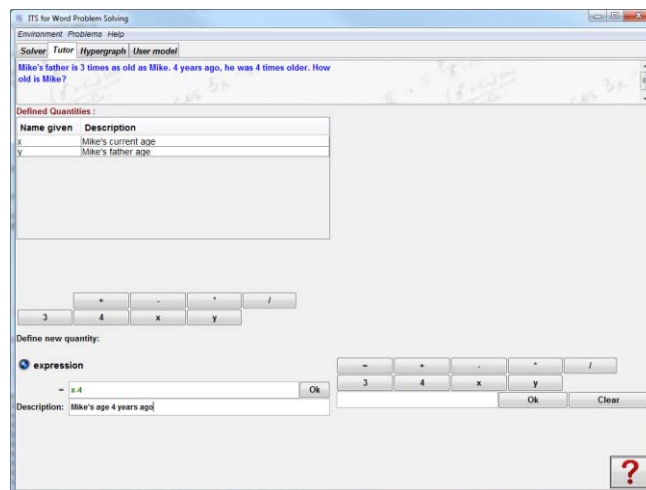 ITS for Word Problem Solving
Environment Problems Help
Solver Tutor Hypergraph User model
Mike's father is 3 times as old as Mike. 4 years ago, he was 4 times older. How
old is Mike?
Defined Quantities :
Name given Description
x Mike's current age
y Mike's father age
+ - * /
3 4 x y
Define new quantity:
expression
= x-4 Ok
Description: Mike's age 4 years ago
= + - * /
3 4 x y
Ok Clear
?